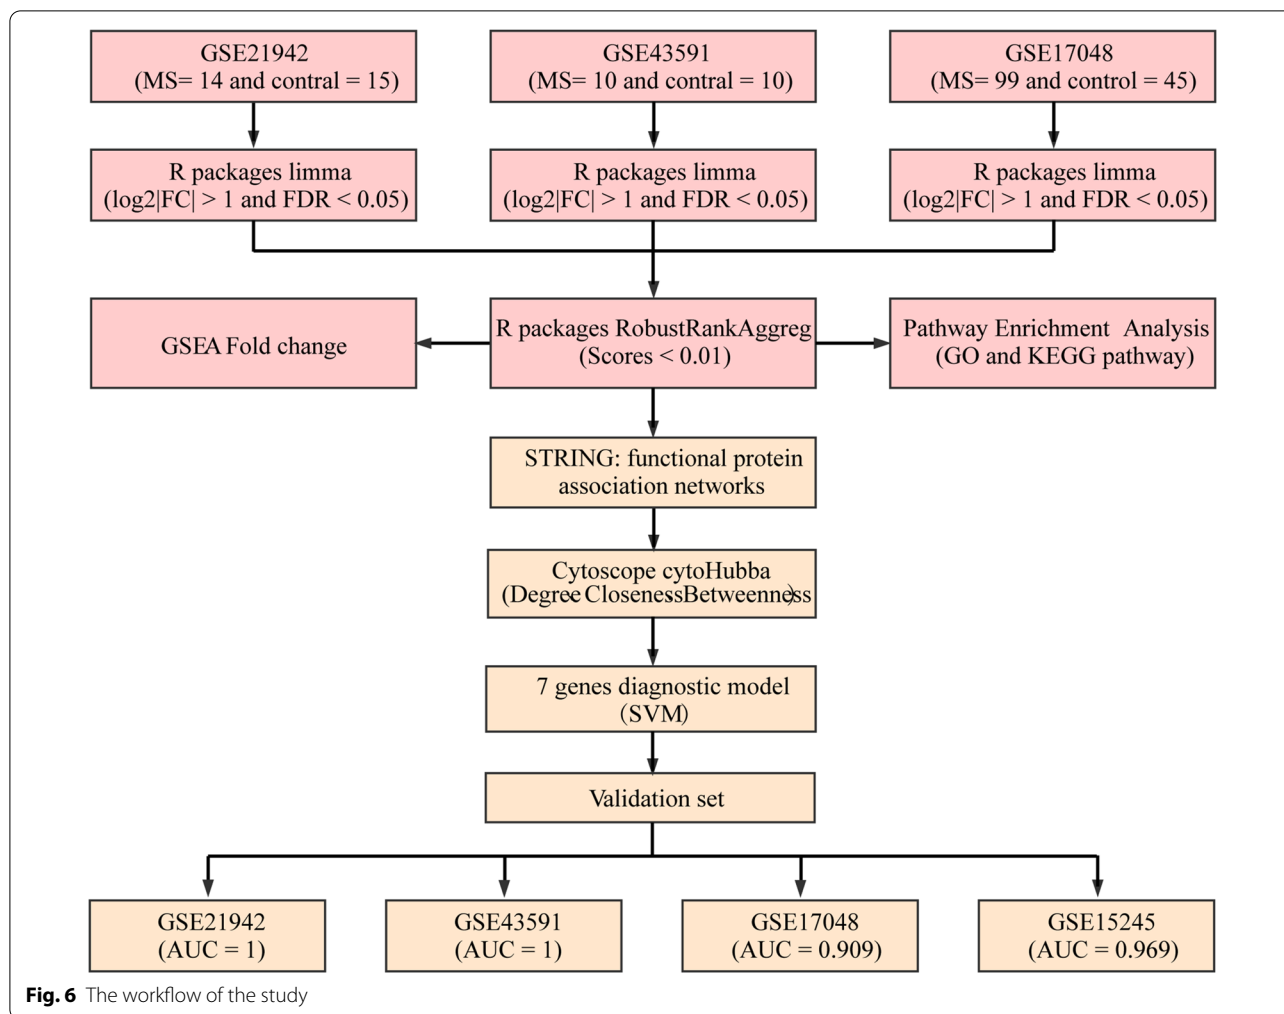 GSE21942
(MS= 14 and contral = 15)
GSE43591
(MS= 10 and contral = 10)
GSE17048
(MS= 99 and control = 45)
R packages limma
(log2|FC| > 1 and FDR < 0.05)
R packages limma
(log2|FC| > 1 and FDR < 0.05)
R packages limma
(log2|FC| > 1 and FDR < 0.05)
GSEA Fold change
R packages RobustRankAggreg
(Scores < 0.01)
Pathway Enrichment Analysis
(GO and KEGG pathway)
STRING: functional protein
association networks
Cytoscope cytoHubba
(Degree、Closeness、Betweenness)
7 genes diagnostic model
(SVM)
Validation set
GSE21942
(AUC = 1)
GSE43591
(AUC = 1)
GSE17048
(AUC = 0.909)
GSE15245
(AUC = 0.969)
Fig. 6 The workflow of the study